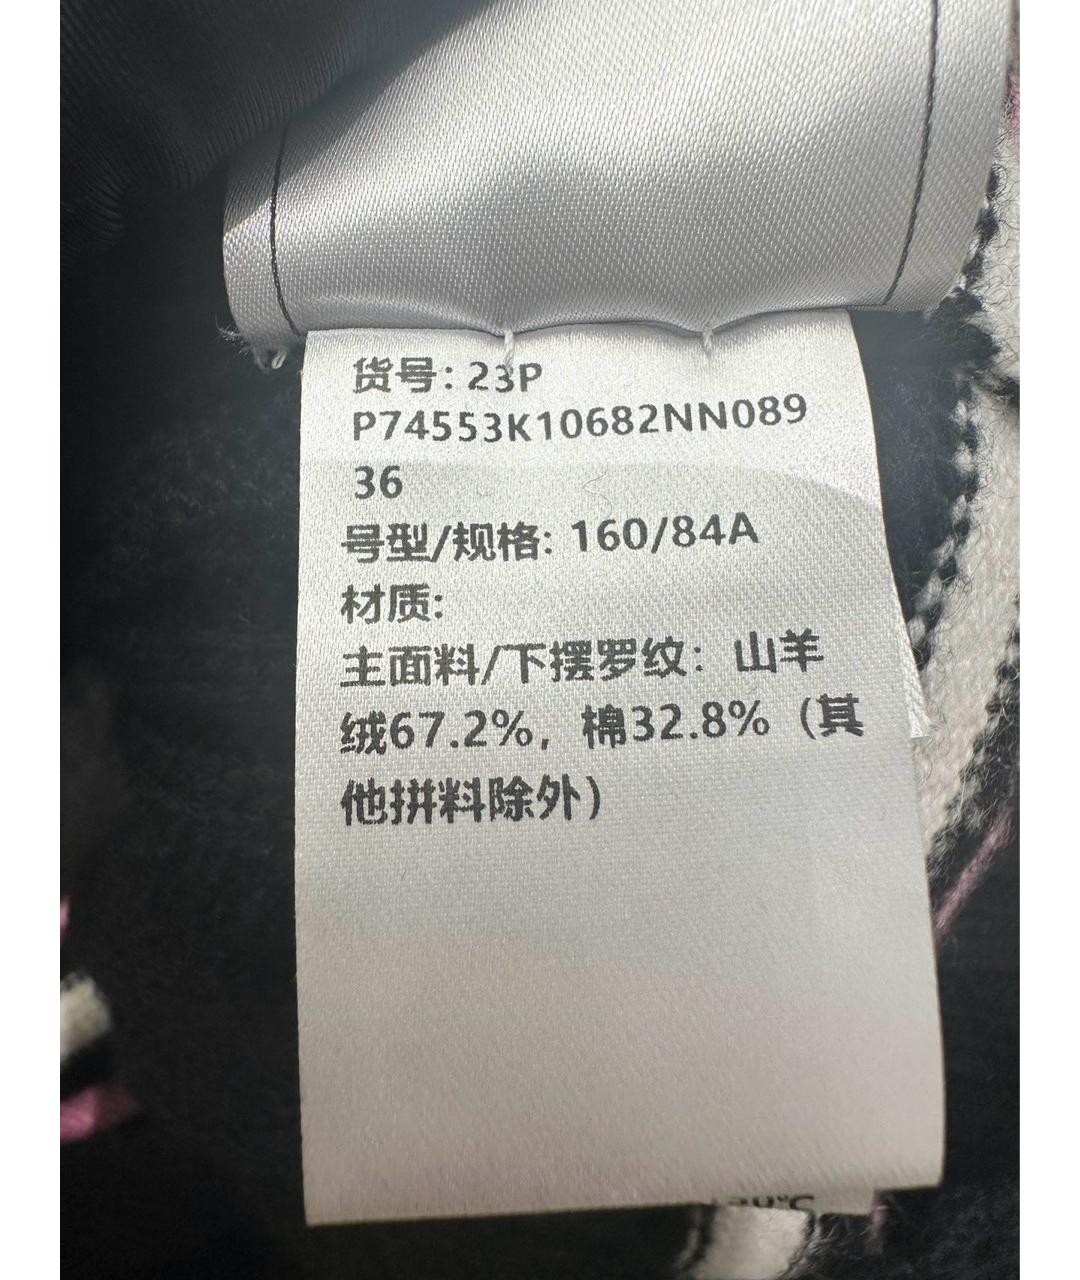 货号: 23P
P74553K10682NN089
36
号型/规格: 160/84A
材质:
主面料/下摆罗纹: 山羊
绒67.2%, 棉32.8% (其
他拼料除外)